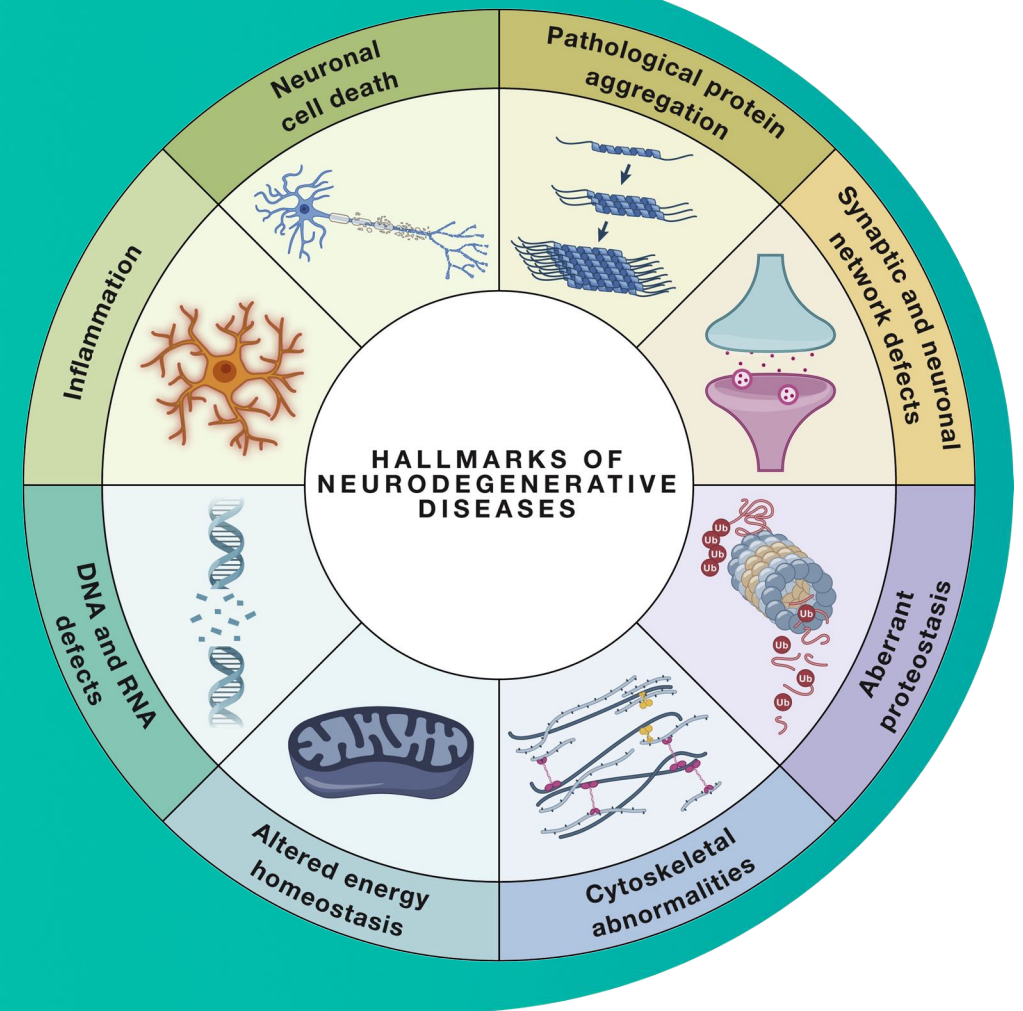 Neuronal
cell death
Pathological protein
aggregation
Synaptic and neuronal
network defects
Aberrant
proteostasis
Ub
Ub
Ub
Ub
Ub
Ub
Ub
Ub
Cytoskeletal
abnormalities
Altered energy
homeostasis
DNA and RNA
defects
Inflammation
HALLMARKS OF
NEURODEGENERATIVE
DISEASES